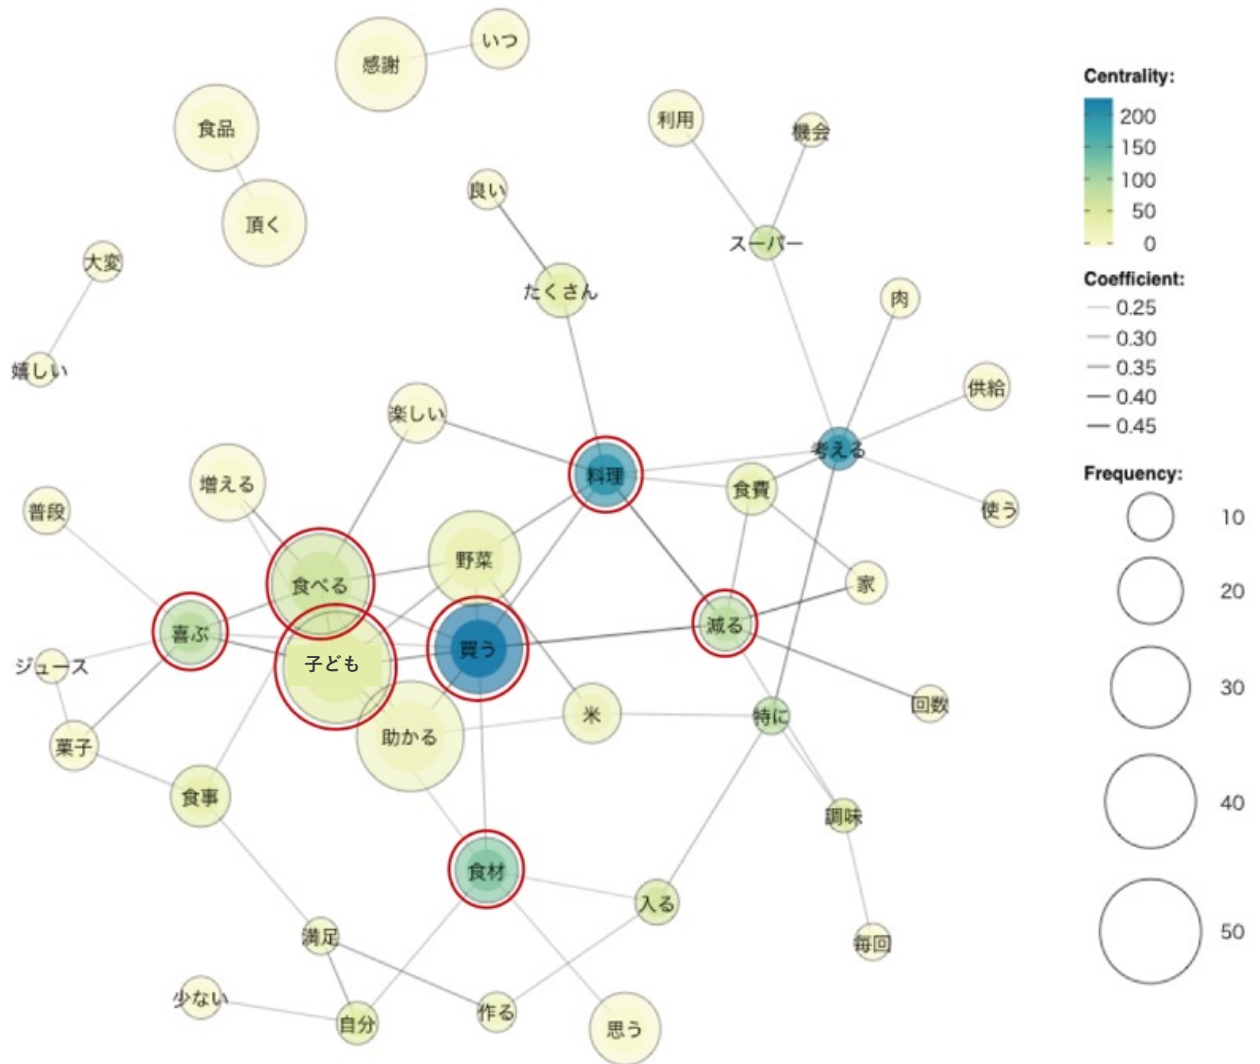 感謝
いつ
食品
頂く
大変
嬉しい
良い
たくさん
利用
機会
スーパー
肉
供給
考える
使う
料理
食費
楽しい
増える
普段
食べる
野菜
家
喜ぶ
子ども
買う
減る
ジュース
菓子
助かる
米
特に
回数
食事
調味
食材
入る
毎回
満足
少ない
自分
作る
思う
Centrality:
200
150
100
50
0
Coefficient:
0.25
0.30
0.35
0.40
0.45
Frequency:
10
20
30
40
50